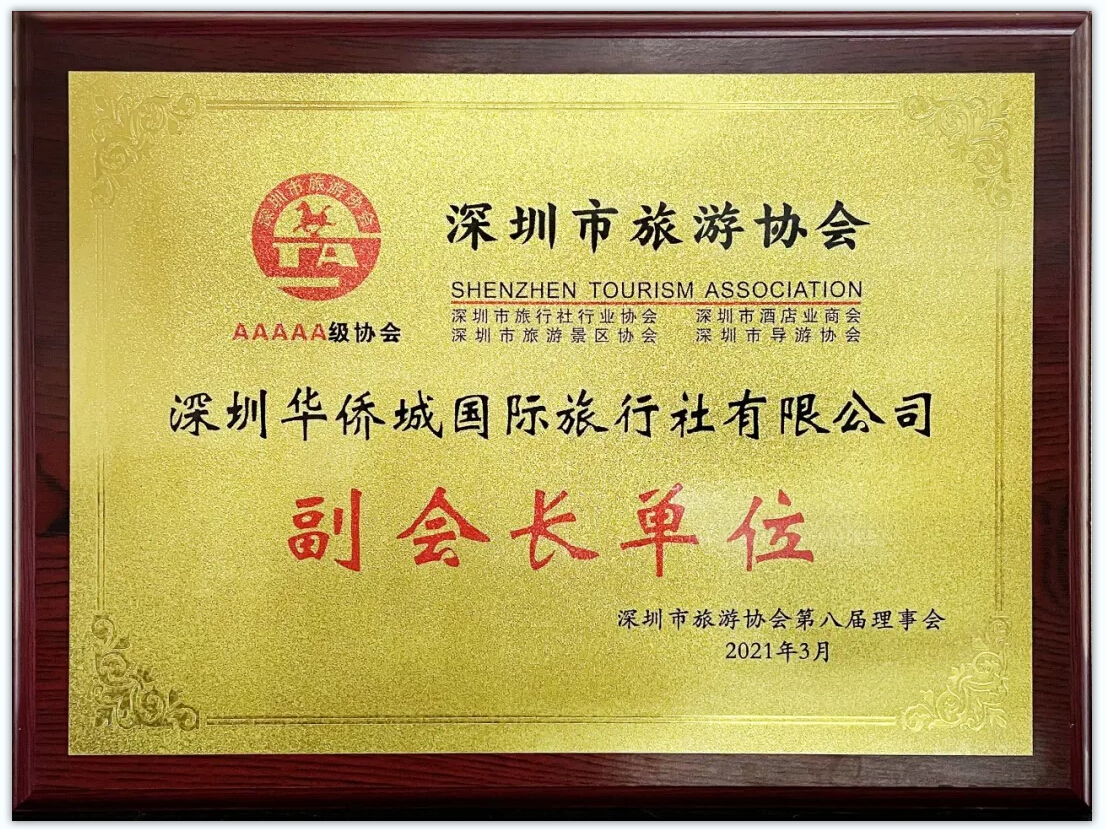 深圳市旅游协会
TA
AAAAA级协会
深圳市旅游协会
SHENZHEN TOURISM ASSOCIATION
深圳市旅行社行业协会 深圳市酒店业商会
深圳市旅游景区协会 深圳市导游协会
深圳华侨城国际旅行社有限公司
副会长单位
深圳市旅游协会第八届理事会
2021年3月